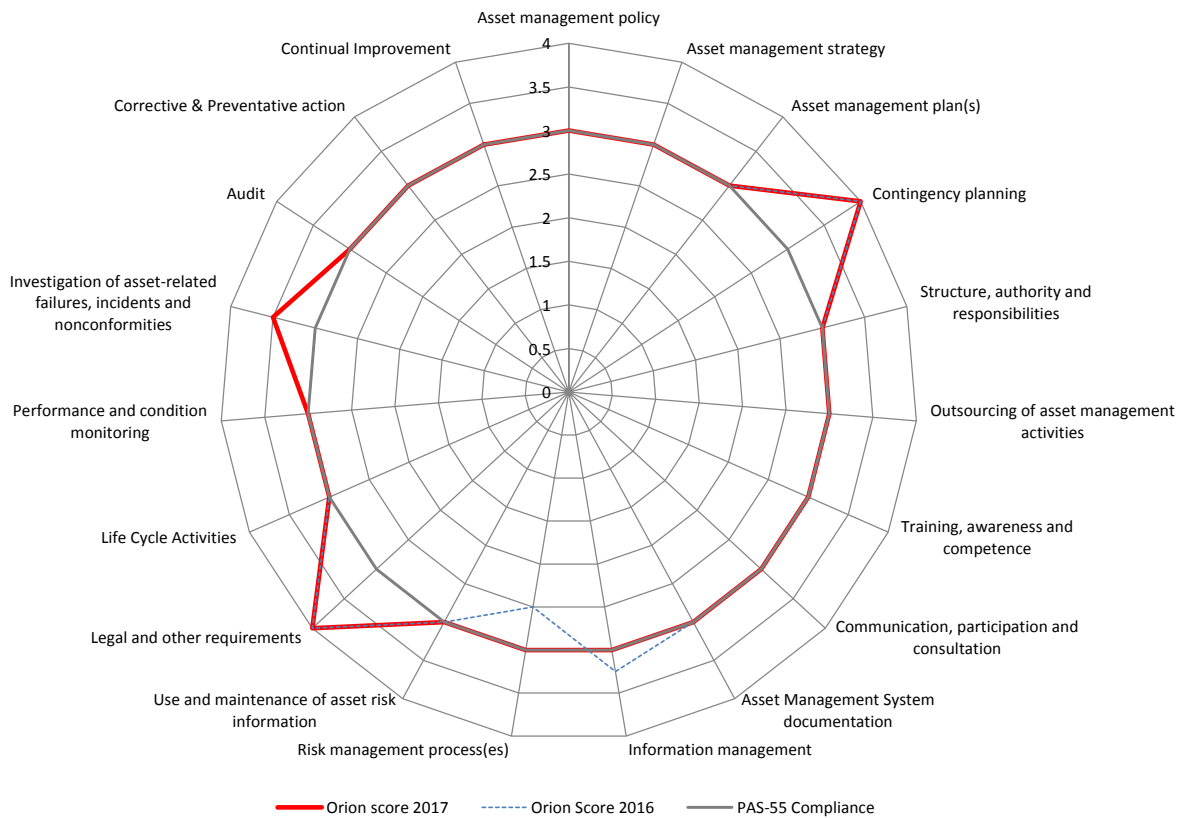 Asset management policy
Continual Improvement
Asset management strategy
Corrective & Preventative action
Asset management plan(s)
Audit
Contingency planning
Investigation of asset-related
failures, incidents and
nonconformities
Structure, authority and
responsibilities
Performance and condition
monitoring
Outsourcing of asset management
activities
Life Cycle Activities
Training, awareness and
competence
Legal and other requirements
Communication, participation and
consultation
Use and maintenance of asset risk
information
Asset Management System
documentation
Risk management process(es)
Information management
4
3.5
3
2.5
2
1.5
1
0.5
0
Orion score 2017
Orion Score 2016
PAS-55 Compliance